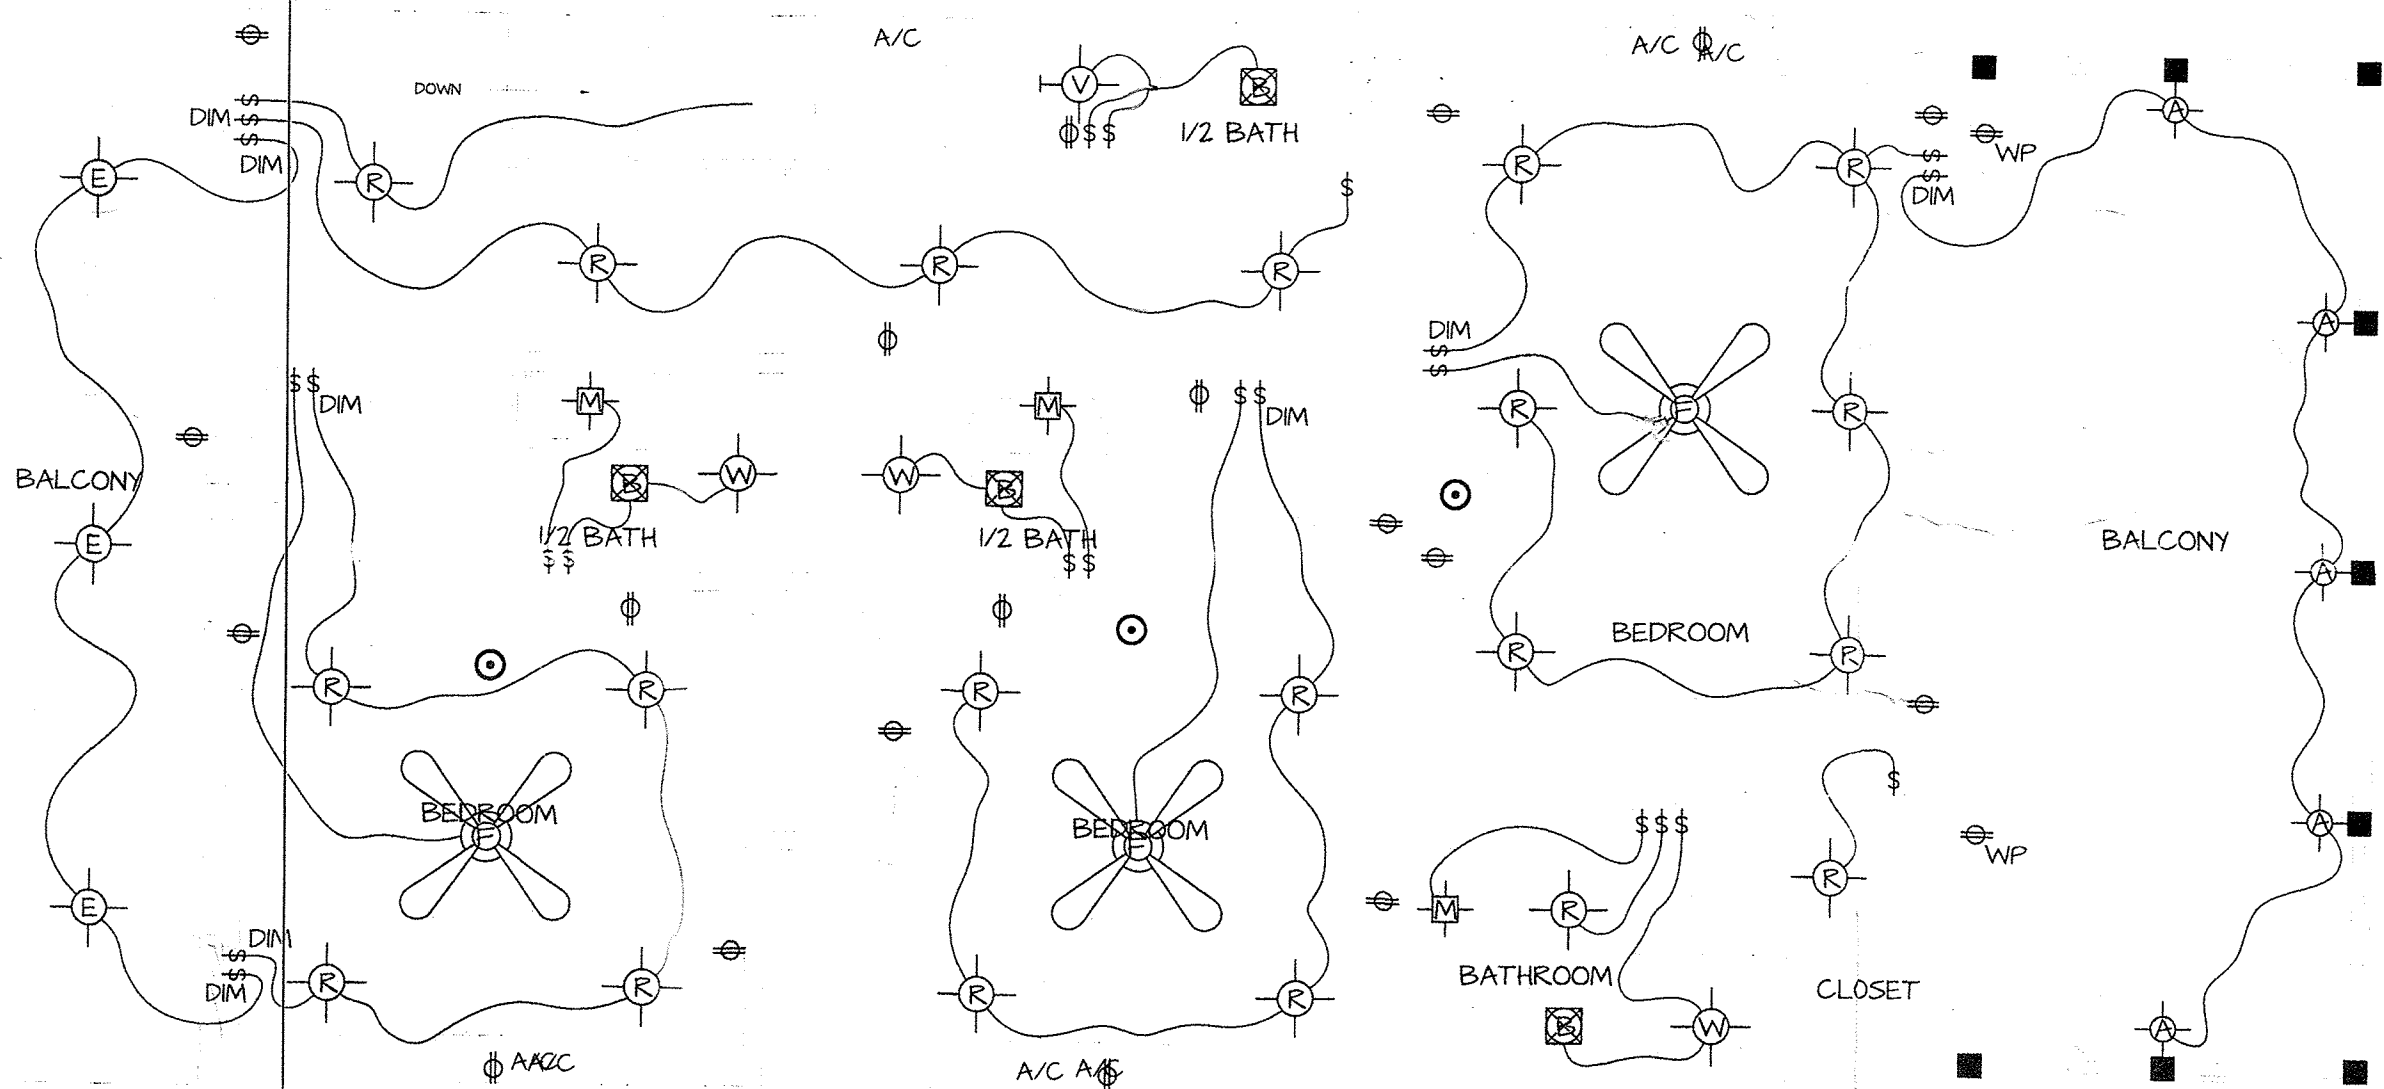 A/C
A/C
A/C
DOWN
V
B
DIM
$
$
$
DIM
$ $
1/2 BATH
R
R
$
$
DIM
WP
A
E
R
$
R
R
R
A
DIM
$
$
$ $
DIM
M
M
$ $
DIM
R
F
R
W
B
B
W
BALCONY
1/2 BATH
$ $
1/2 BATH
$ $
E
BALCONY
A
BEDROOM
R
R
R
R
R
R
BEDROOM
F
BEDROOM
F
$
$ $ $
A
WP
E
M
R
R
DIM
$
$
DIM
R
R
R
R
BATHROOM
CLOSET
B
W
A
A/C
A/C
A/C